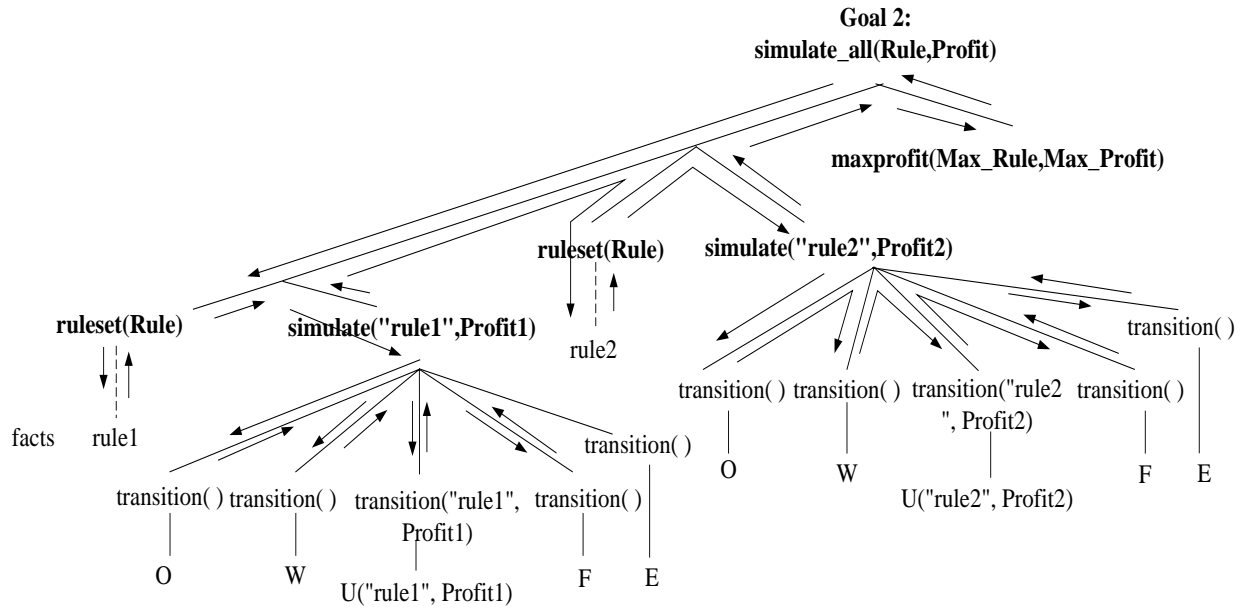 Goal 2:
simulate_all(Rule,Profit)
maxprofit(Max_Rule,Max_Profit)
ruleset(Rule)
simulate("rule2",Profit2)
ruleset(Rule)
simulate("rule1",Profit1)
rule2
transition( )
transition( )
transition( )
transition("rule2
", Profit2)
transition( )
facts
rule1
transition( )
O
W
F
E
U("rule2", Profit2)
transition( )
transition( )
transition("rule1",
Profit1)
transition( )
O
W
F
E
U("rule1", Profit1)